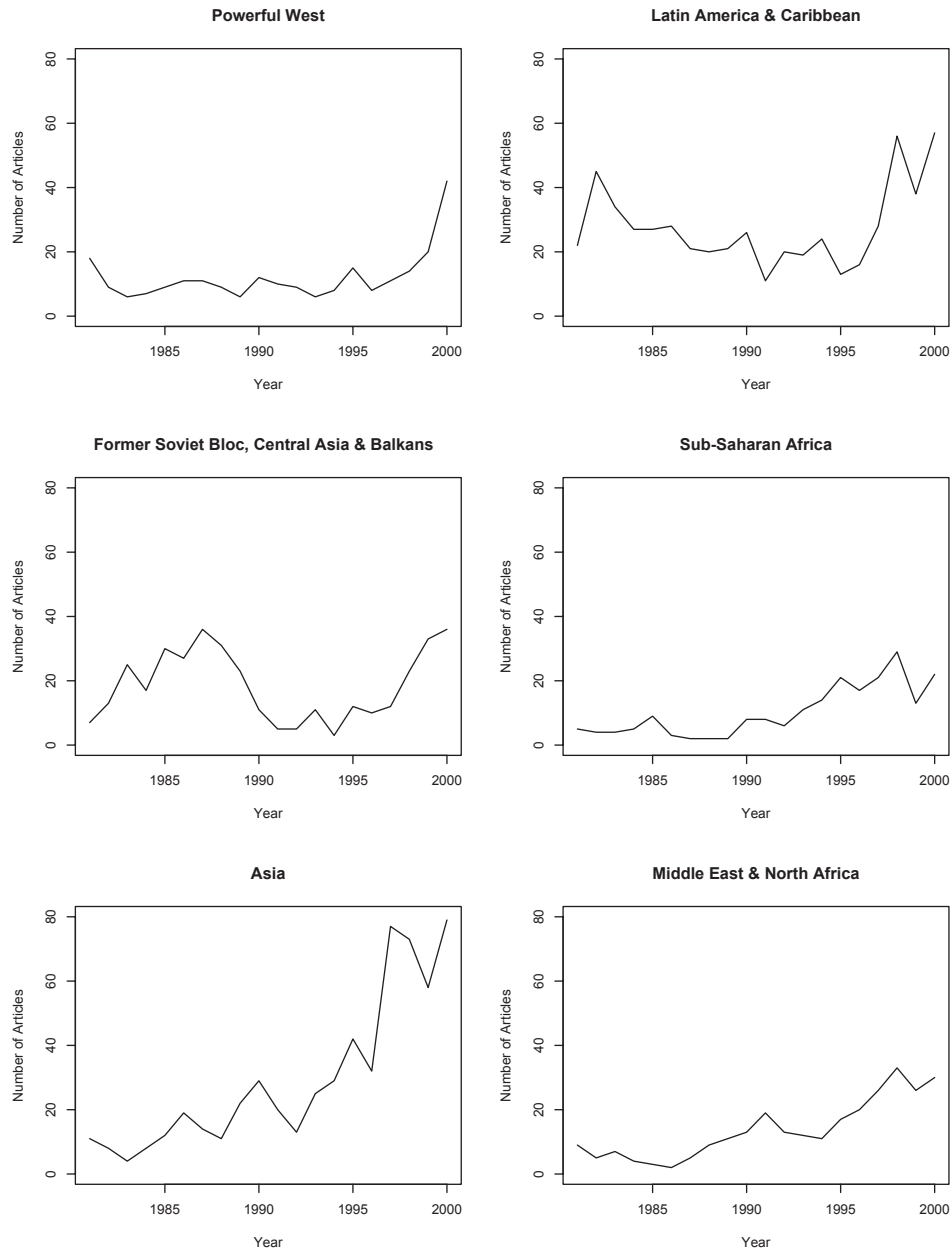 Powerful West
Number of Articles
0 20 40 60 80
1985 1990 1995 2000
Year
Latin America & Caribbean
Number of Articles
0 20 40 60 80
1985 1990 1995 2000
Year
Former Soviet Bloc, Central Asia & Balkans
Number of Articles
0 20 40 60 80
1985 1990 1995 2000
Year
Sub-Saharan Africa
Number of Articles
0 20 40 60 80
1985 1990 1995 2000
Year
Asia
Number of Articles
0 20 40 60 80
1985 1990 1995 2000
Year
Middle East & North Africa
Number of Articles
0 20 40 60 80
1985 1990 1995 2000
Year